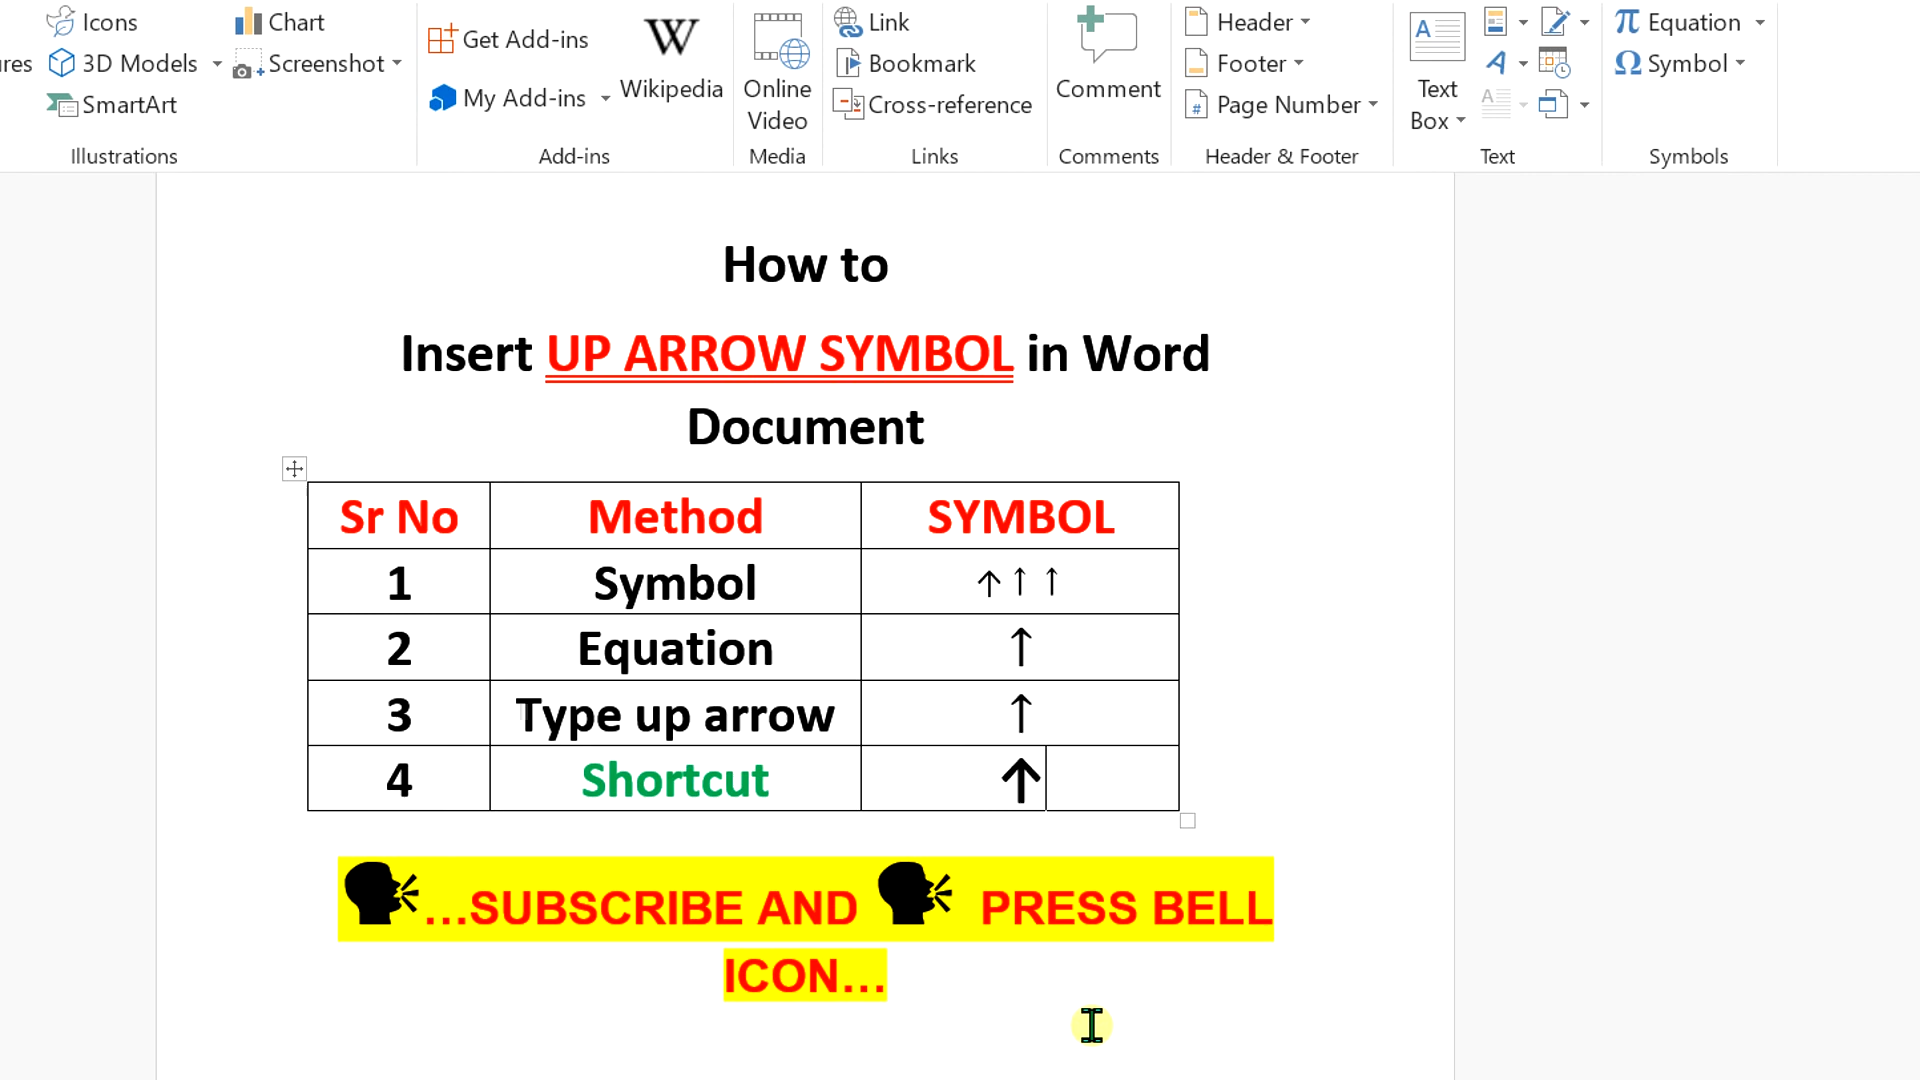 Icons
3D Models
SmartArt
Chart
Screenshot
Illustrations
Get Add-ins
My Add-ins
W
Wikipedia
Add-ins
Online
Video
Media
Link
Bookmark
Cross-reference
Links
Comment
Comments
Header
Footer
# Page Number
Header & Footer
A
Text
Box
A
A
Text
π Equation
Ω Symbol
Symbols
How to
Insert UP ARROW SYMBOL in Word
Document
Sr No Method SYMBOL
1 Symbol ↑ ↑ ↑
2 Equation ↑
3 Type up arrow ↑
4 Shortcut ↑
...SUBSCRIBE AND PRESS BELL
ICON...